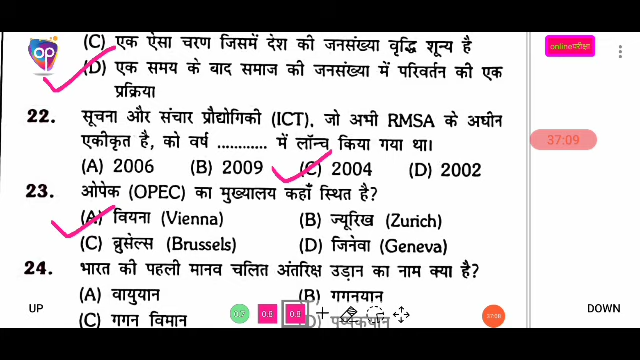 (C) एक ऐसा चरण जिसमें देश की जनसंख्या वृद्धि शून्य है
onlineपरीक्षा
op
(D) एक समय के वाद समाज की जनसंख्या में परिवर्तन की एक
प्रक्रिया
22. सूचना और संचार प्रौद्योगिकी (ICT), जो अभी RMSA के अधीन
एकीकृत है, को वर्ष ............ में लॉन्च किया गया था।
37:09
(A) 2006 (B) 2009 (C) 2004 (D) 2002
23. ओपेक (OPEC) का मुख्यालय कहाँ स्थित है?
(A) वियना (Vienna) (B) ज्यूरिख (Zurich)
(C) ब्रुसेल्स (Brussels) (D) जिनेवा (Geneva)
24. भारत की पहली मानव चलित अंतरिक्ष उड़ान का नाम क्या है?
(A) वायुयान (B) गगनयान
UP DOWN
(C) गगन विमान